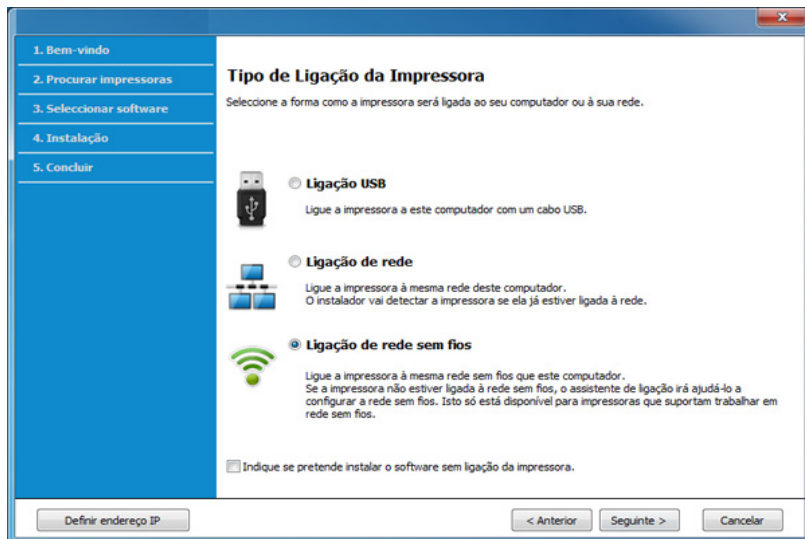 1. Bem-vindo
2. Procurar impressoras
3. Seleccionar software
4. Instalação
5. Concluir
Tipo de Ligação da Impressora
Seleccione a forma como a impressora será ligada ao seu computador ou à sua rede.
Ligação USB
Ligue a impressora a este computador com um cabo USB.
Ligação de rede
Ligue a impressora à mesma rede deste computador.
O instalador vai detectar a impressora se ela já estiver ligada à rede.
Ligação de rede sem fios
Ligue a impressora à mesma rede sem fios que este computador.
Se a impressora não estiver ligada à rede sem fios, o assistente de ligação irá ajudá-lo a
configurar a rede sem fios. Isto só está disponível para impressoras que suportam trabalhar em
rede sem fios.
Indique se pretende instalar o software sem ligação da impressora.
Definir endereço IP
< Anterior
Seguinte >
Cancelar